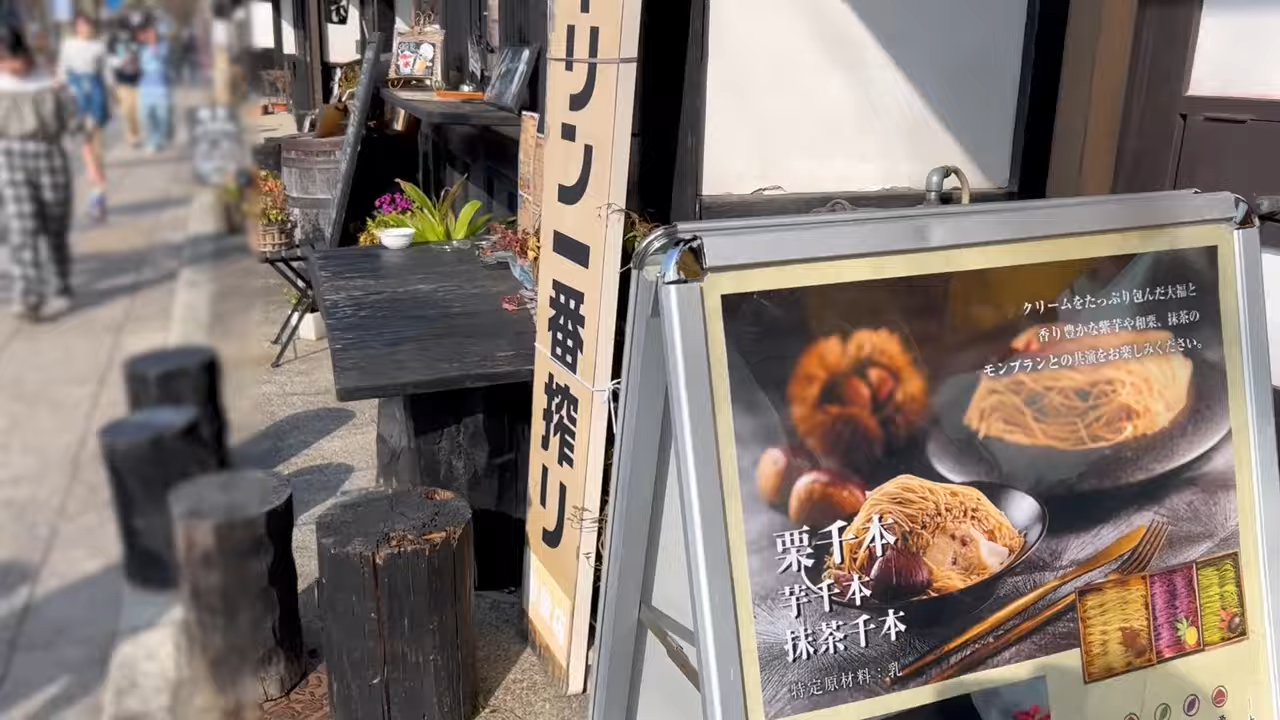 リン一番搾り
クリームをたっぷり包んだ大福と
香り豊かな紫芋や和栗、抹茶の
モンブランとの共演をお楽しみください。
栗千本
芋千本
抹茶千本
特定原材料：乳